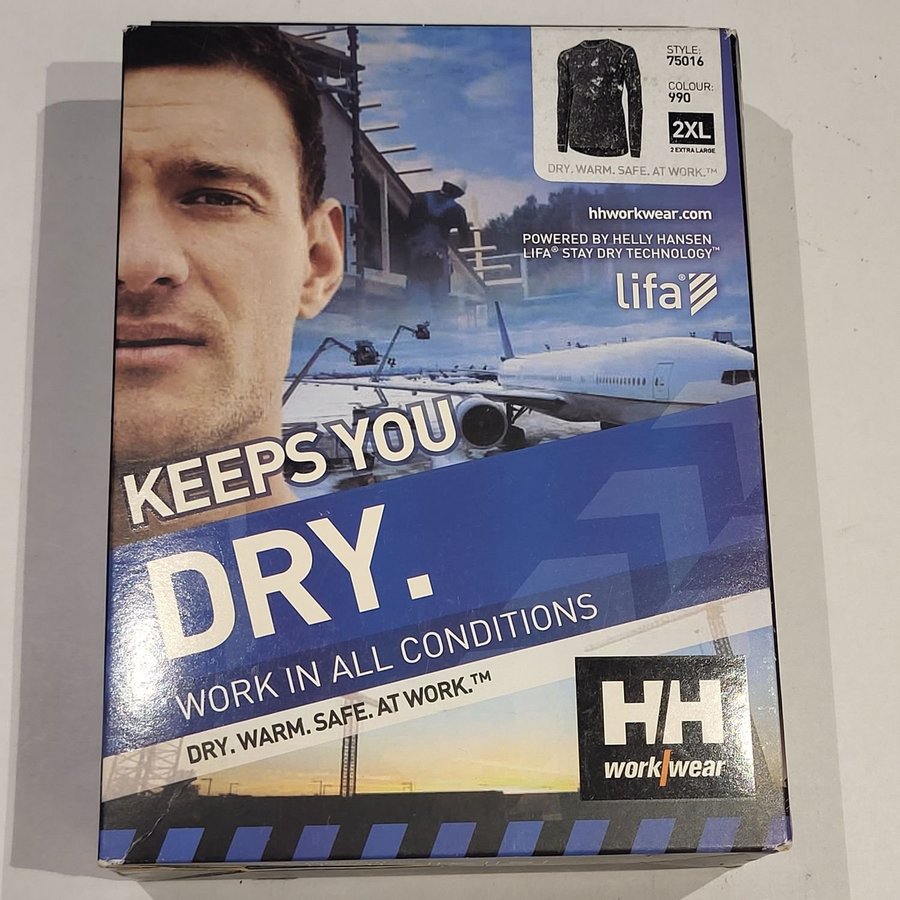 STYLE:
75016
COLOUR:
990
2XL
2 EXTRA LARGE
DRY. WARM. SAFE. AT WORK.™
hhworkwear.com
POWERED BY HELLY HANSEN
LIFA® STAY DRY TECHNOLOGY™
lifa®
KEEPS YOU
DRY.
WORK IN ALL CONDITIONS
DRY. WARM. SAFE. AT WORK.™
H/H
work/wear